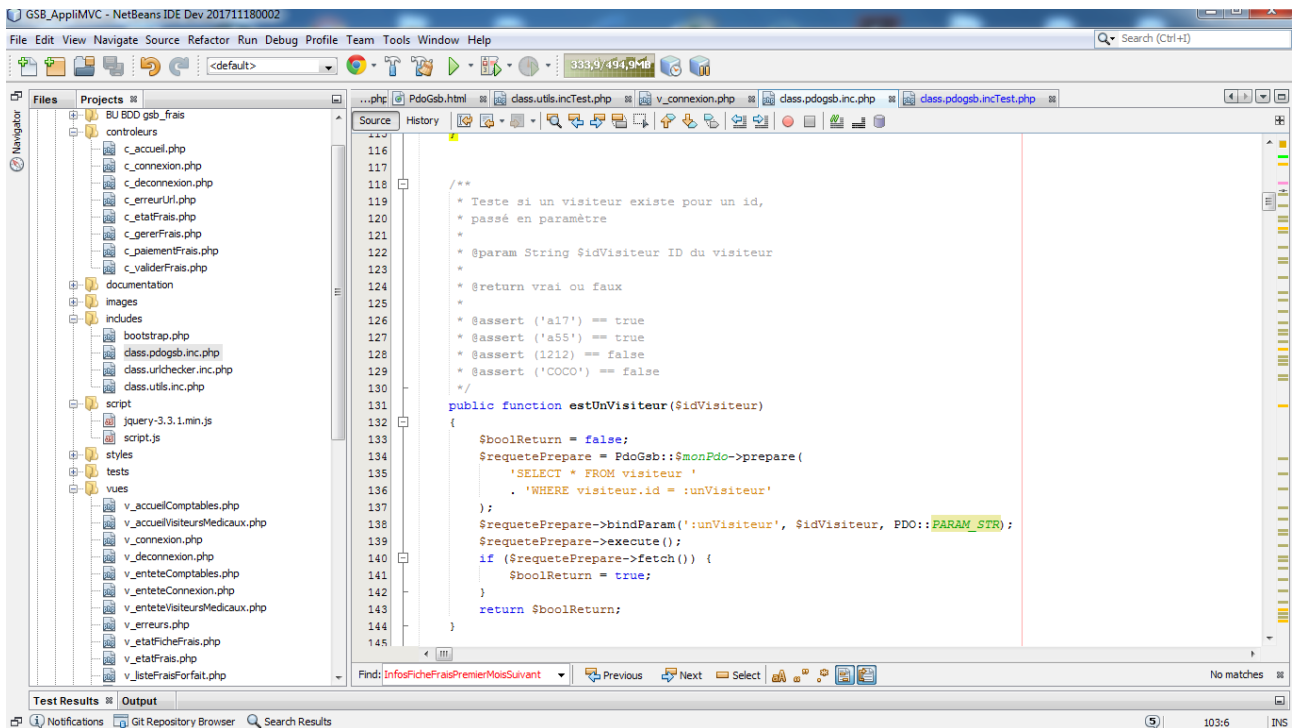 GSB_AppliMVC - NetBeans IDE Dev 201711180002
File Edit View Navigate Source Refactor Run Debug Profile Team Tools Window Help
Search (Ctrl+I)
<default>
333,9/494,9MB
Files Projects
...php PdoGsb.html class.utils.incTest.php v_connexion.php class.pdogsb.inc.php class.pdogsb.incTest.php
Source History
Navigator
BU BDD gsb_frais
controleurs
c_accueil.php
c_connexion.php
c_deconnexion.php
c_erreurUrl.php
c_etatFrais.php
c_gererFrais.php
c_paiementFrais.php
c_validerFrais.php
documentation
images
includes
bootstrap.php
class.pdogsb.inc.php
class.urlchecker.inc.php
class.utils.inc.php
script
jquery-3.3.1.min.js
script.js
styles
tests
vues
v_accueilComptables.php
v_accueilVisiteursMedicaux.php
v_connexion.php
v_deconnexion.php
v_enteteComptables.php
v_enteteConnexion.php
v_enteteVisiteursMedicaux.php
v_erreurs.php
v_etatFicheFrais.php
v_etatFrais.php
v_listeFraisForfait.php
115 }
116
117
118 /**
119 * Teste si un visiteur existe pour un id,
120 * passé en paramètre
121 *
122 * @param String $idVisiteur ID du visiteur
123 *
124 * @return vrai ou faux
125 *
126 * @assert ('a17') == true
127 * @assert ('a55') == true
128 * @assert (1212) == false
129 * @assert ('COCO') == false
130 */
131 public function estUnVisiteur($idVisiteur)
132 {
133 $boolReturn = false;
134 $requetePrepare = PdoGsb::$monPdo->prepare(
135 'SELECT * FROM visiteur '
136 . 'WHERE visiteur.id = :unVisiteur'
137 );
138 $requetePrepare->bindParam(':unVisiteur', $idVisiteur, PDO::PARAM_STR);
139 $requetePrepare->execute();
140 if ($requetePrepare->fetch()) {
141 $boolReturn = true;
142 }
143 return $boolReturn;
144 }
145
Find: InfosFicheFraisPremierMoisSuivant Previous Next Select No matches
Test Results Output
Notifications Git Repository Browser Search Results 5 103:6 INS